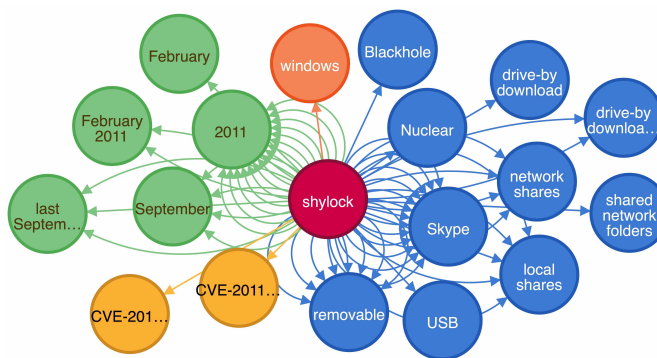 February
windows
Blackhole
drive-by
download
February
2011
2011
Nuclear
drive-by
downloa…
last
Septem…
September
shylock
Skype
network
shares
shared
network
folders
local
shares
CVE-201…
CVE-2011…
removable
USB